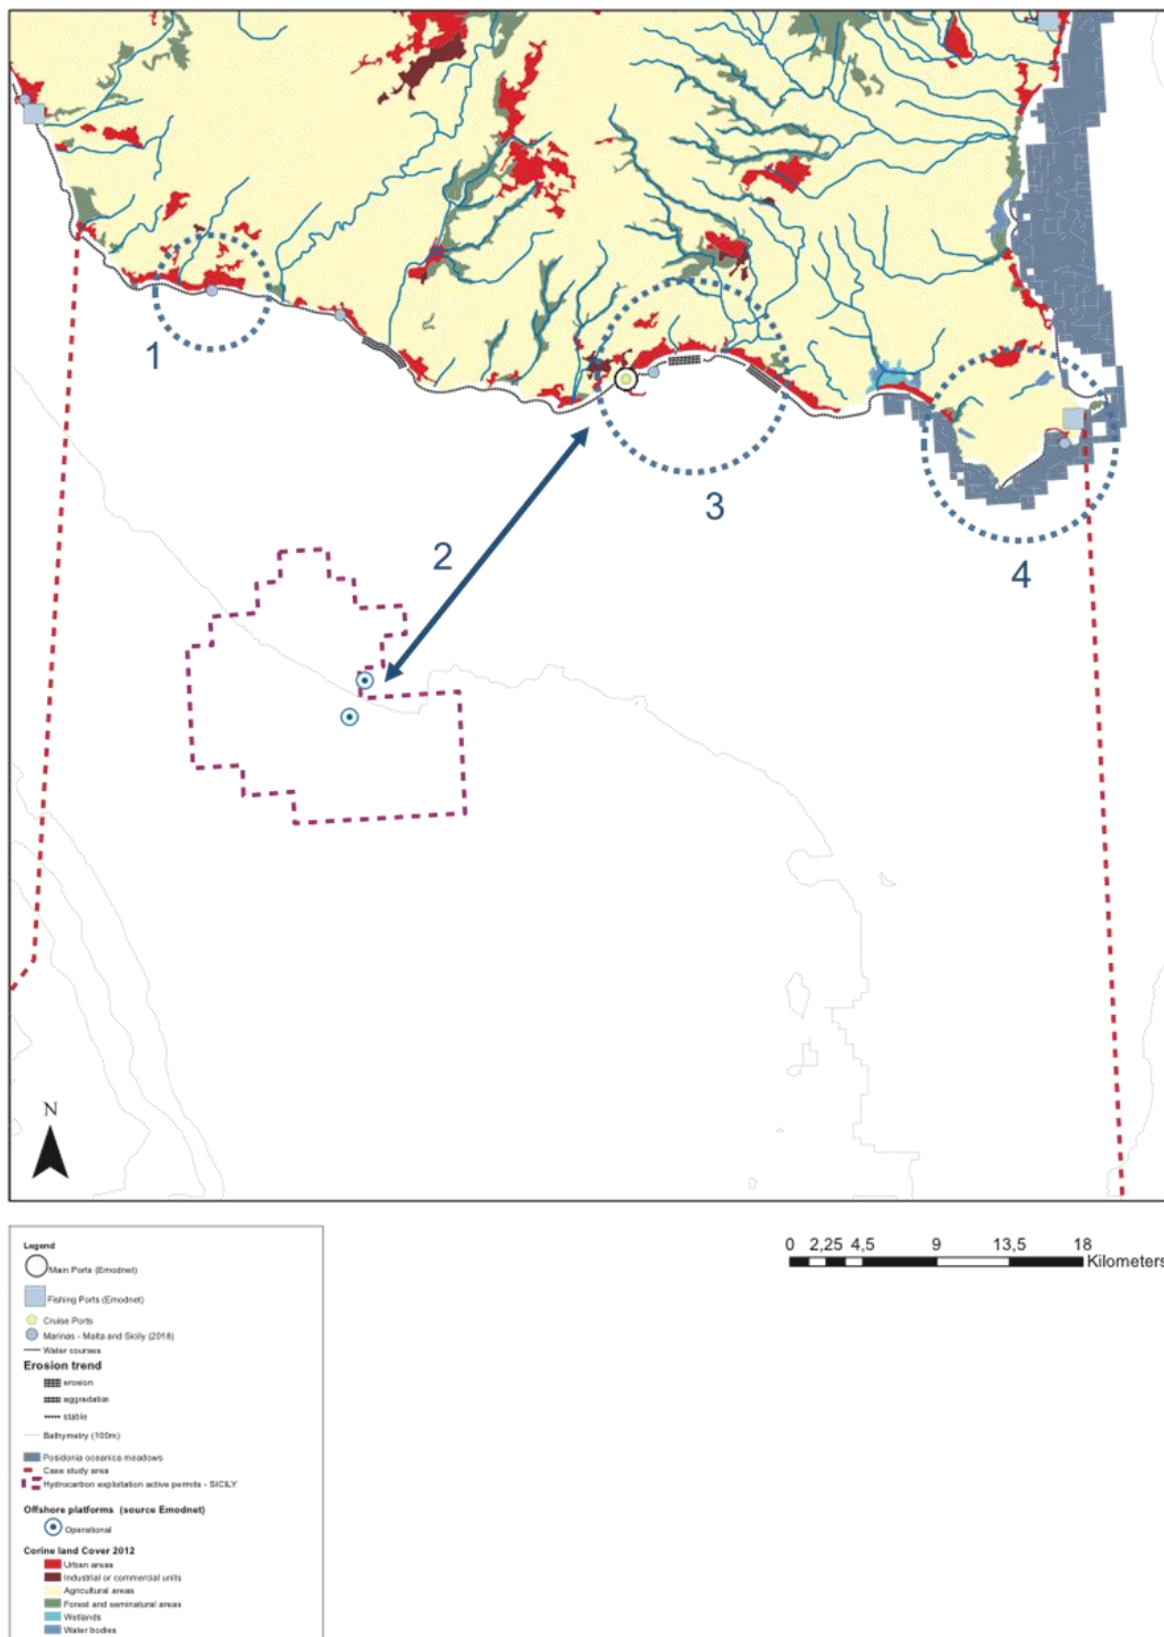 1
2
3
4
N
Legend
Main Ports (Emodnet)
Fishing Ports (Emodnet)
Cruise Ports
Marinas - Malta and Sicily (2018)
Water courses
Erosion trend
erosion
aggradation
stable
Bathymetry (100m)
Posidonia oceanica meadows
Case study area
Hydrocarbon exploitation active permits - SICILY
Offshore platforms (source Emodnet)
Operational
Corine land Cover 2012
Urban areas
Industrial or commercial units
Agricultural areas
Forest and seminatural areas
Wetlands
Water bodies
0 2,25 4,5 9 13,5 18
Kilometers